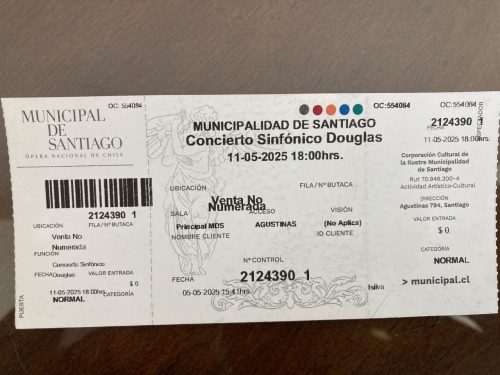 OC: 554084
MUNICIPAL
DE
SANTIAGO
ÓPERA NACIONAL DE CHILE
2124390 1
UBICACIÓN FILA/Nº BUTACA
Venta No
Numerada
Concierto Sinfónico
Douglas
FECHA VALOR ENTRADA
$ 0
11-05-2025 18:00hrs.
CATEGORÍA
NORMAL
PUERTA
OC: 554084
MUNICIPALIDAD DE SANTIAGO
Concierto Sinfónico Douglas
11-05-2025 18:00hrs.
UBICACIÓN FILA/Nº BUTACA
Venta No
Numerada
SALA ACCESO VISIÓN
Principal MDS AGUSTINAS (No Aplica)
NOMBRE CLIENTE ID CLIENTE
Nº CONTROL
2124390 1
05-05-2025 15:41hrs.
fsilva
OC: 554084
2124390 1
FECHA
11-05-2025 18:00hrs.
ESPECTADOR
Corporación Cultural de
la Ilustre Municipalidad
de Santiago
Rut 70.946.300-4
Actividad Artístico-Cultural
DIRECCIÓN
Agustinas 794, Santiago
VALOR ENTRADA
$ 0
CATEGORÍA
NORMAL
> municipal.cl